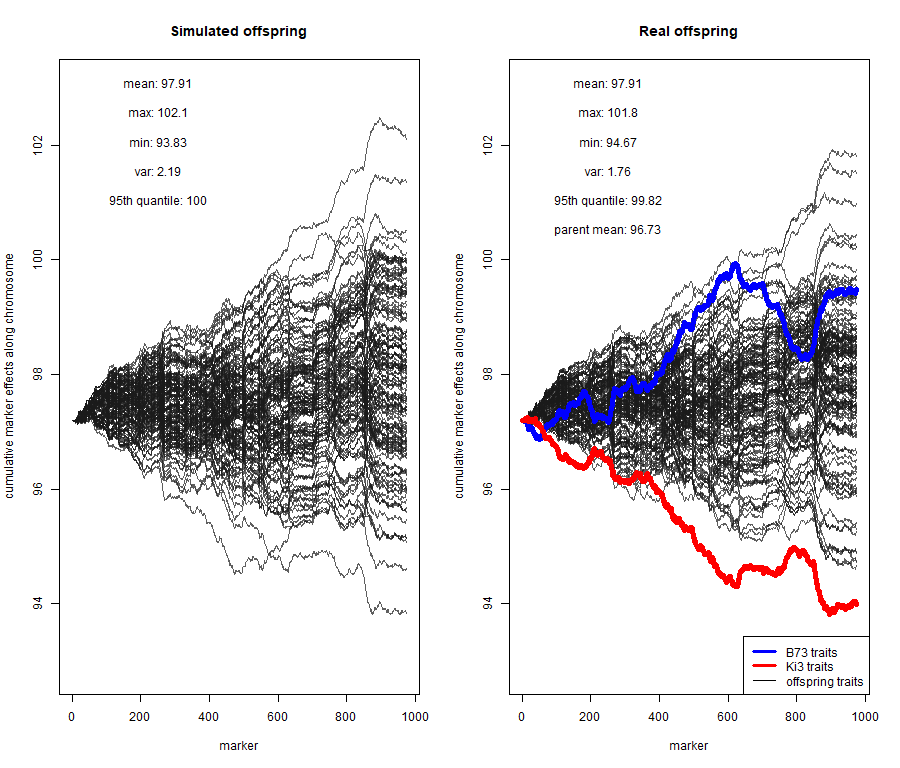 Simulated offspring
mean: 97.91
max: 102.1
min: 93.83
var: 2.19
95th quantile: 100
cumulative marker effects along chromosome
94
96
98
100
102
0
200
400
600
800
1000
marker
Real offspring
mean: 97.91
max: 101.8
min: 94.67
var: 1.76
95th quantile: 99.82
parent mean: 96.73
cumulative marker effects along chromosome
94
96
98
100
102
B73 traits
Ki3 traits
offspring traits
0
200
400
600
800
1000
marker